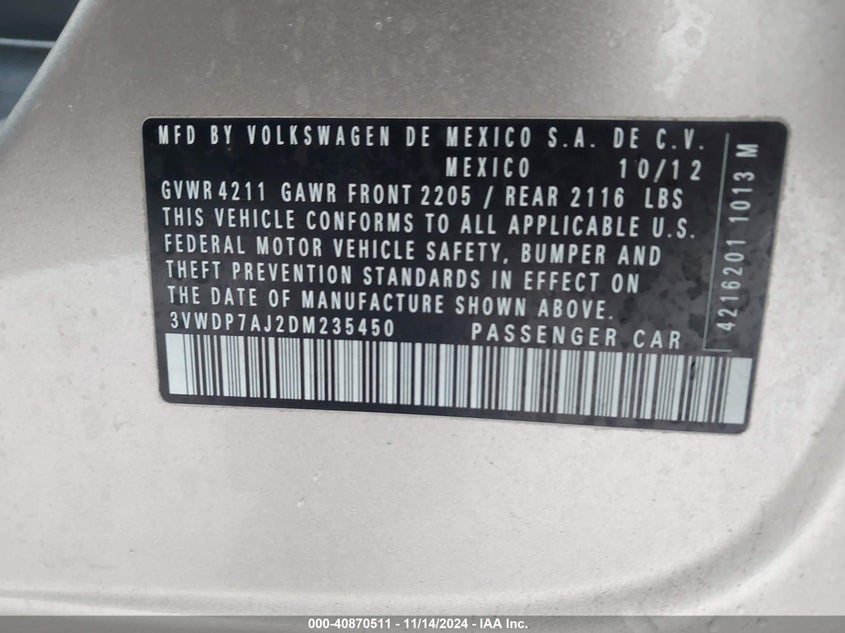 MFD BY VOLKSWAGEN DE MEXICO S.A. DE C.V.
MEXICO 10/12
GVWR 4211 GAWR FRONT 2205 / REAR 2116 LBS
THIS VEHICLE CONFORMS TO ALL APPLICABLE U.S.
FEDERAL MOTOR VEHICLE SAFETY, BUMPER AND
THEFT PREVENTION STANDARDS IN EFFECT ON
THE DATE OF MANUFACTURE SHOWN ABOVE.
3VWDP7AJ2DM235450 PASSENGER CAR
4216201 1013 M
000-40870511 - 11/14/2024 - IAA Inc.